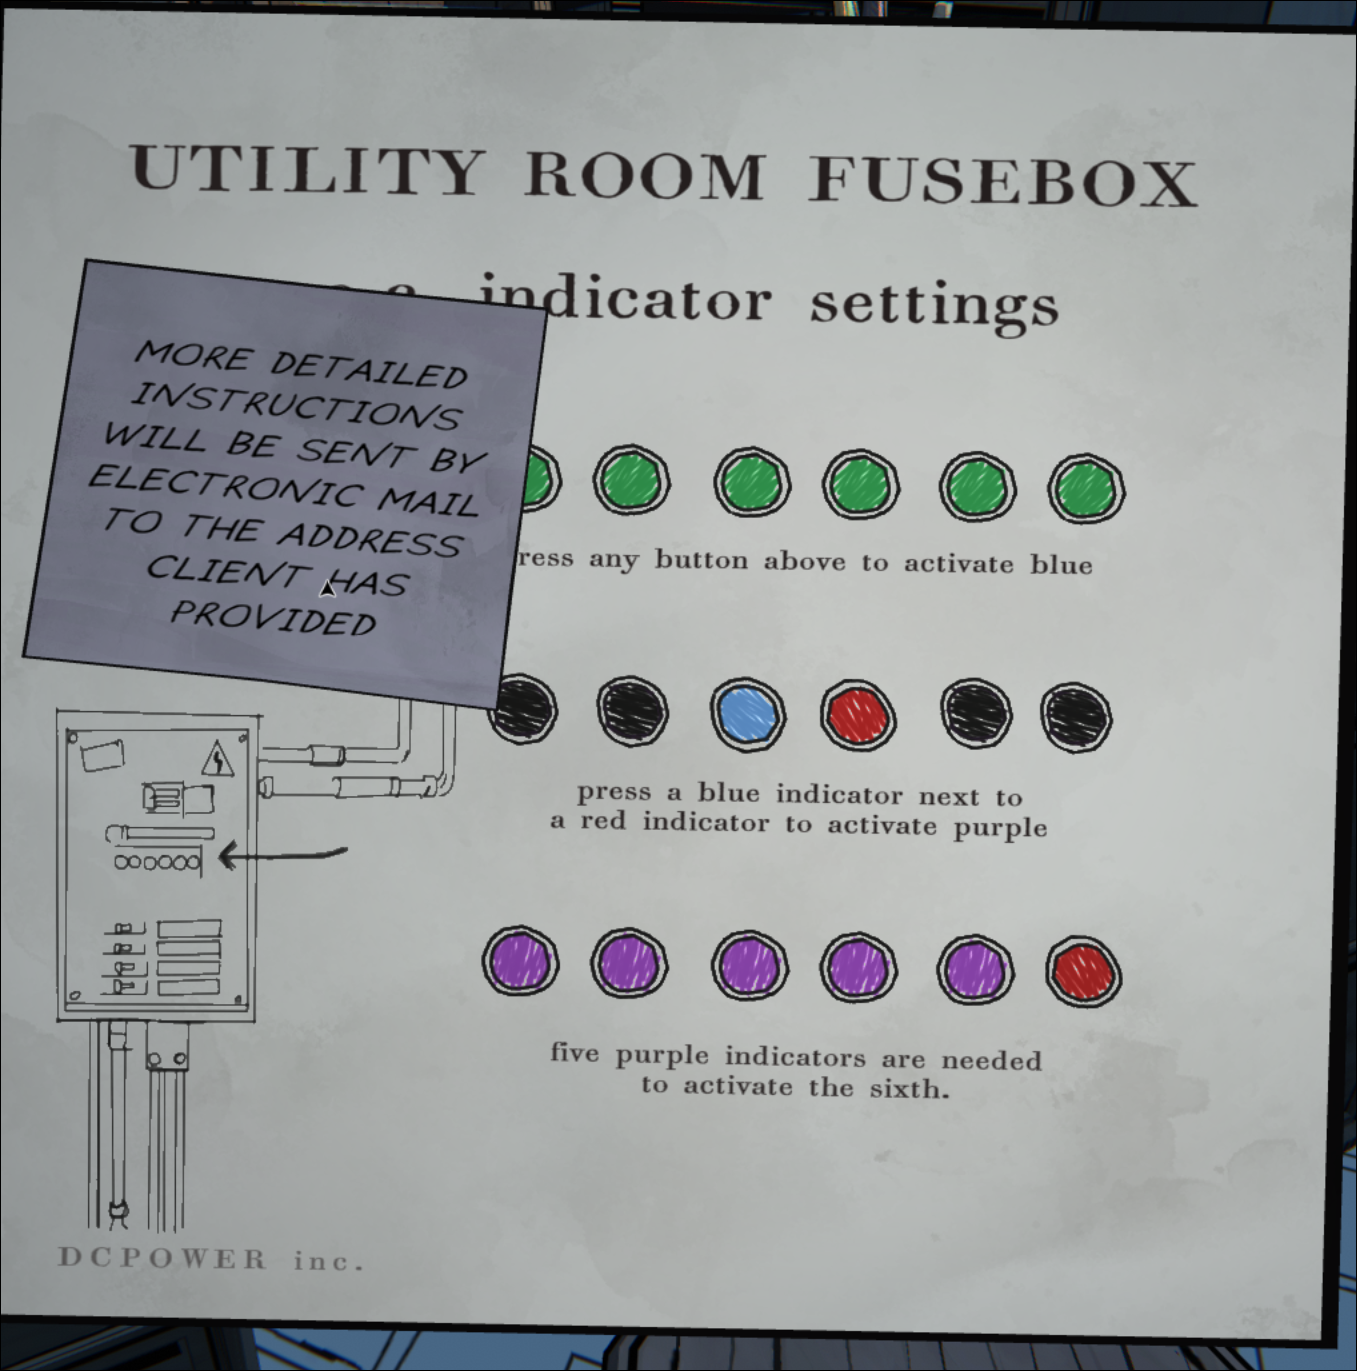 UTILITY ROOM FUSEBOX
indicator settings
MORE DETAILED
INSTRUCTIONS
WILL BE SENT BY
ELECTRONIC MAIL
TO THE ADDRESS
CLIENT HAS
PROVIDED
ress any button above to activate blue
press a blue indicator next to
a red indicator to activate purple
five purple indicators are needed
to activate the sixth.
DCPOWER inc.